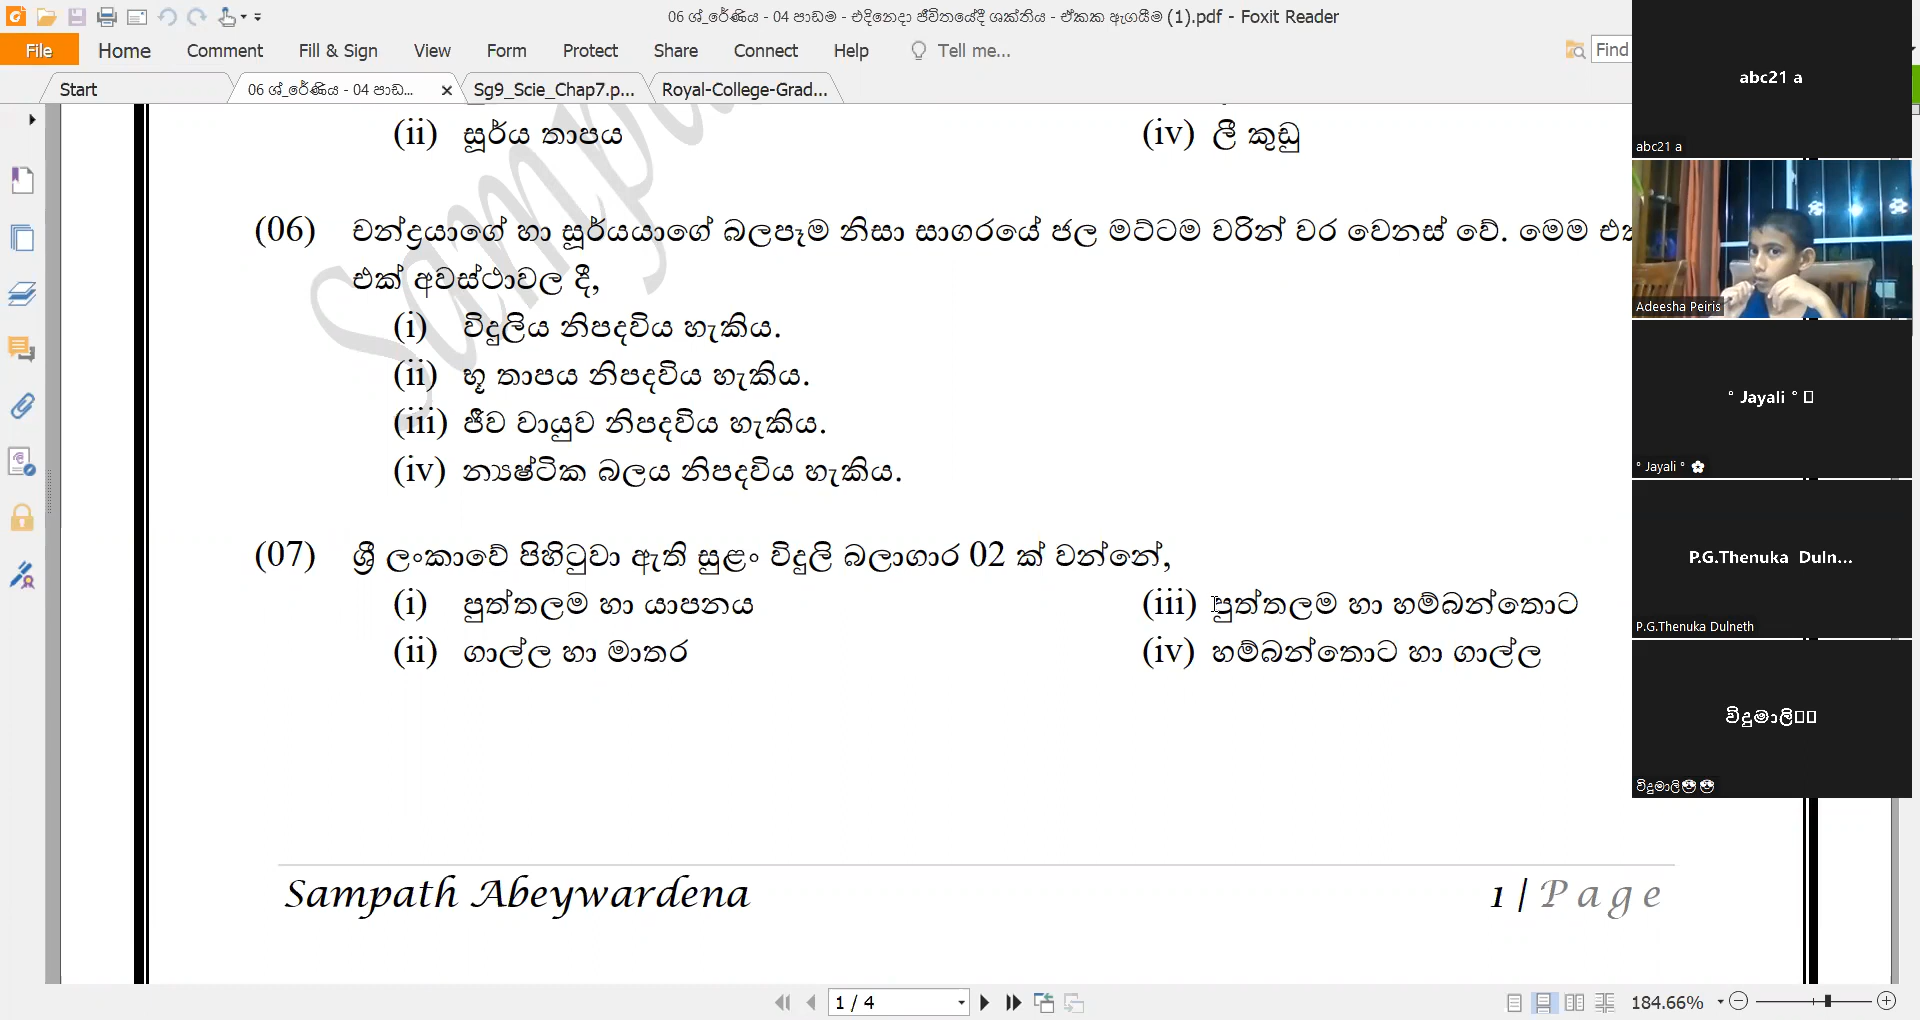 06 ශ්‍රේණිය - 04 පාඩම - එදිනෙදා ජීවිතයේදී ශක්තිය - ඒකක ඇගයීම (1).pdf - Foxit Reader
File Home Comment Fill & Sign View Form Protect Share Connect Help Tell me... Find
Start 06 ශ්‍රේණිය - 04 පාඩ... Sg9_Scie_Chap7.p... Royal-College-Grad...
(ii) සූර්ය තාපය (iv) ලී කුඩු
(06) චන්ද්‍රයාගේ හා සූර්යයාගේ බලපෑම නිසා සාගරයේ ජල මට්ටම වරින් වර වෙනස් වේ. මෙම
එක් අවස්ථාවල දී,
(i) විදුලිය නිපදවිය හැකිය.
(ii) භූ තාපය නිපදවිය හැකිය.
(iii) ජීව වායුව නිපදවිය හැකිය.
(iv) න්‍යෂ්ටික බලය නිපදවිය හැකිය.
(07) ශ්‍රී ලංකාවේ පිහිටුවා ඇති සුළං විදුලි බලාගාර 02 ක් වන්නේ,
(i) පුත්තලම හා යාපනය (iii) පුත්තලම හා හම්බන්තොට
(ii) ගාල්ල හා මාතර (iv) හම්බන්තොට හා ගාල්ල
Sampath Abeywardena 1 | Page
1 / 4 184.66%
abc21 a
abc21 a
Adeesha Peiris
° Jayali °
° Jayali °
P.G.Thenuka Duln...
P.G.Thenuka Dulneth
විදුමාලි
විදුමාලි😎😎